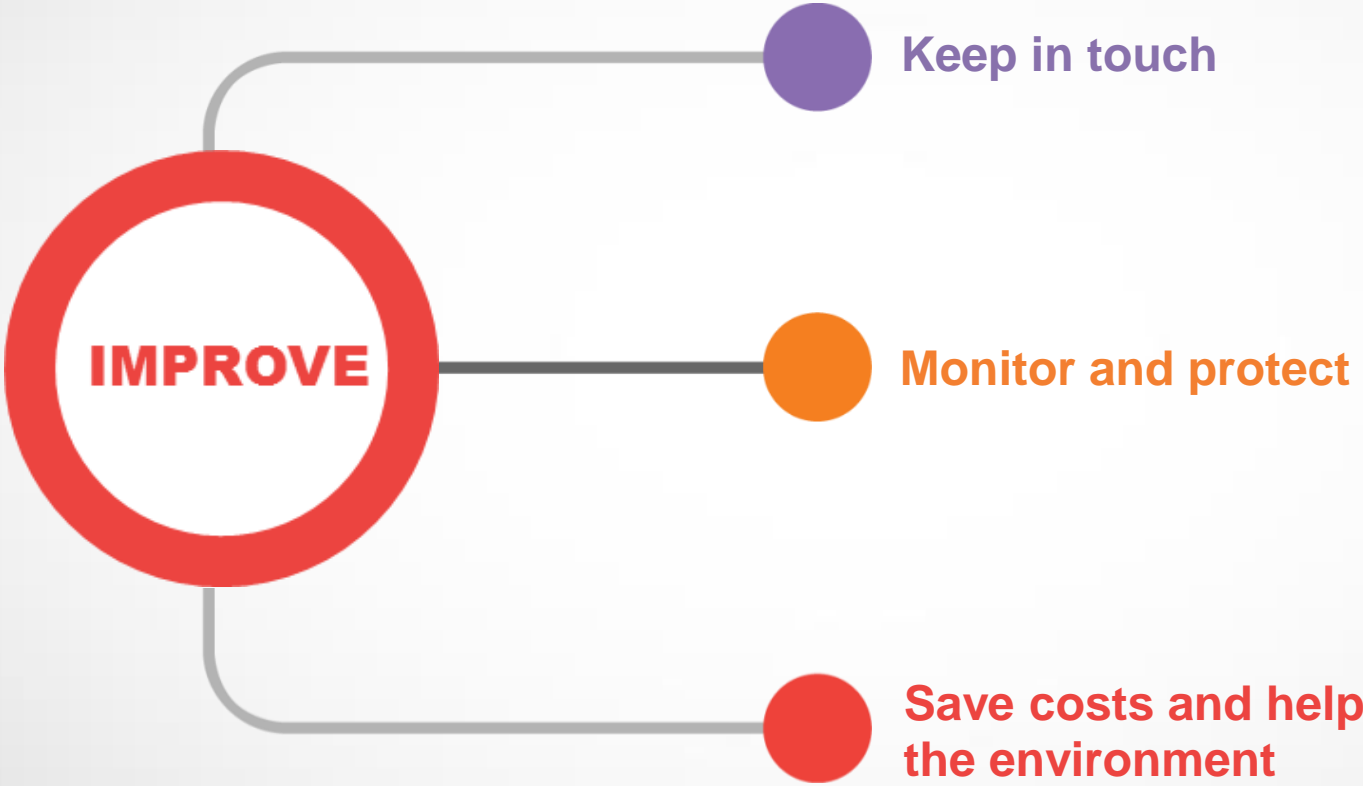 Keep in touch
IMPROVE
Monitor and protect
Save costs and help
the environment